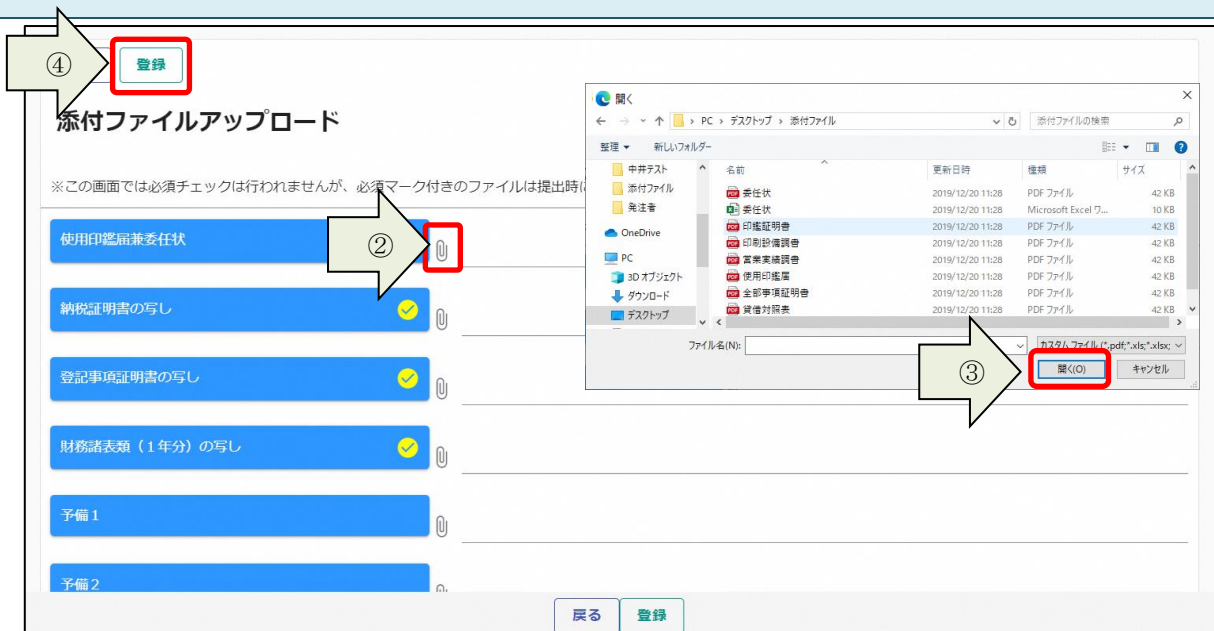 ④
登録
添付ファイルアップロード
※この画面では必須チェックは行われませんが、必須マーク付きのファイルは提出時に
使用印鑑届兼委任状
②
納税証明書の写し
登記事項証明書の写し
財務諸表類（１年分）の写し
予備１
予備２
戻る
登録
開く
PC › デスクトップ › 添付ファイル
添付ファイルの検索
整理
新しいフォルダー
中井テスト
添付ファイル
発注者
OneDrive
PC
3D オブジェクト
ダウンロード
デスクトップ
名前 更新日時 種類 サイズ
委任状 2019/12/20 11:28 PDF ファイル 42 KB
委任状 2019/12/20 11:28 Microsoft Excel ワ... 10 KB
印鑑証明書 2019/12/20 11:28 PDF ファイル 42 KB
印刷設備調書 2019/12/20 11:28 PDF ファイル 42 KB
営業実績調書 2019/12/20 11:28 PDF ファイル 42 KB
使用印鑑届 2019/12/20 11:28 PDF ファイル 42 KB
全部事項証明書 2019/12/20 11:28 PDF ファイル 42 KB
貸借対照表 2019/12/20 11:28 PDF ファイル 42 KB
ファイル名(N):
カスタム ファイル (*.pdf;*.xls;*.xlsx;
③
開く(O)
キャンセル